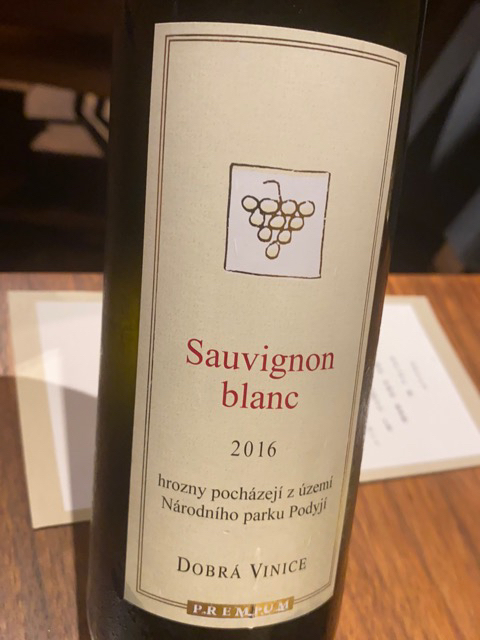 Sauvignon
blanc
2016
hrozny pocházejí z území
Národního parku Podyjí
DOBRÁ VINICE
PREMIUM